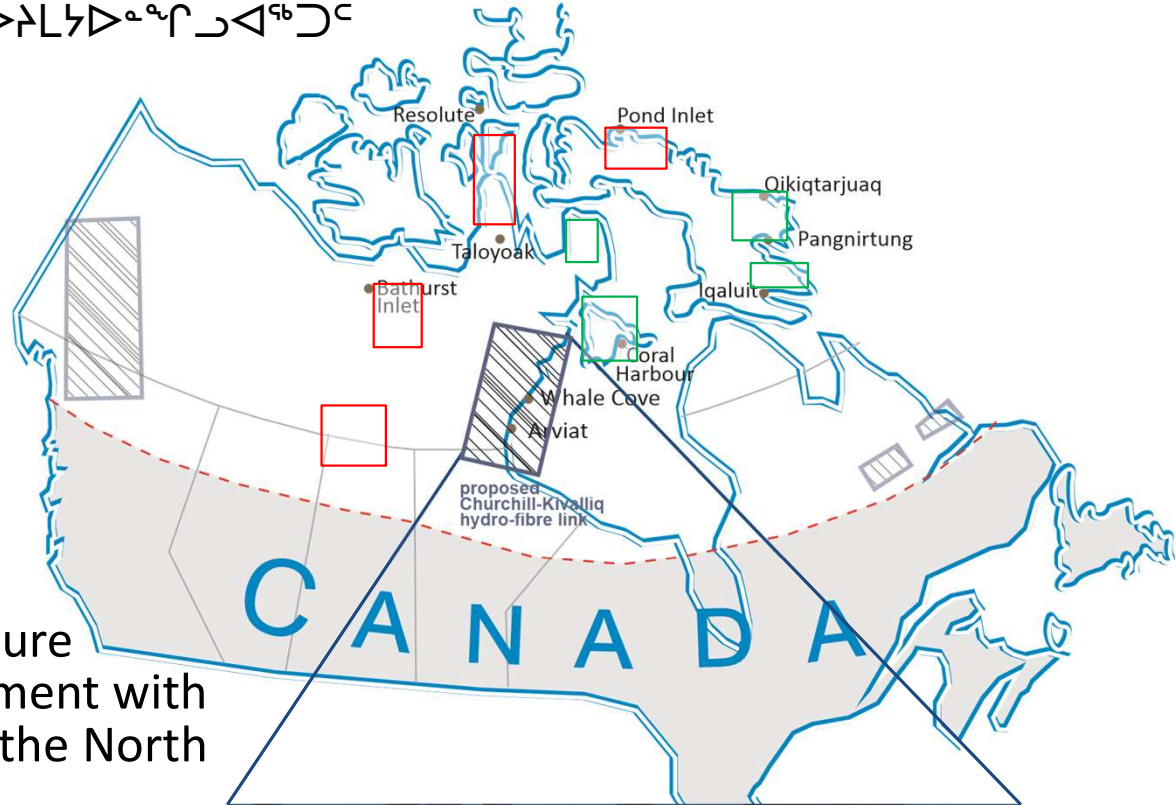 ᐅᓱᒪᔭᐅᓐᖏᓗᐊᖅᑐᑦ
Resolute
Pond Inlet
Qikiqtarjuaq
Pangnirtung
Taloyoak
Bathurst
Inlet
Iqaluit
Coral
Harbour
Whale Cove
Arviat
proposed
Churchill-Kivalliq
hydro-fibre link
CANADA
ure
ment with
the North